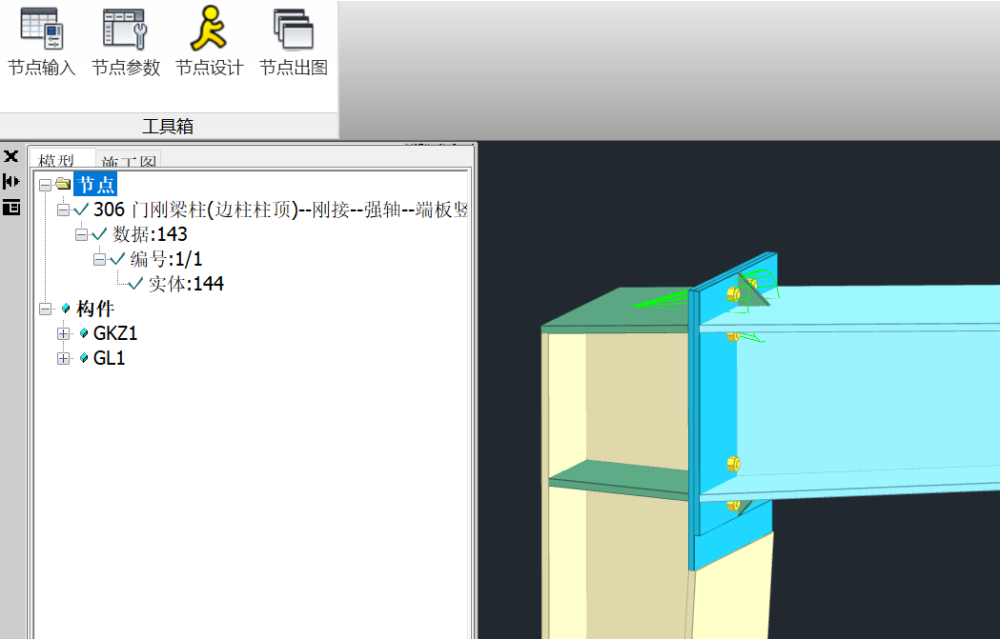 节点输入 节点参数 节点设计 节点出图
工具箱
模型 施工图
节点
306 门刚梁柱(边柱柱顶)--刚接--强轴--端板竖
数据:143
编号:1/1
实体:144
构件
GKZ1
GL1